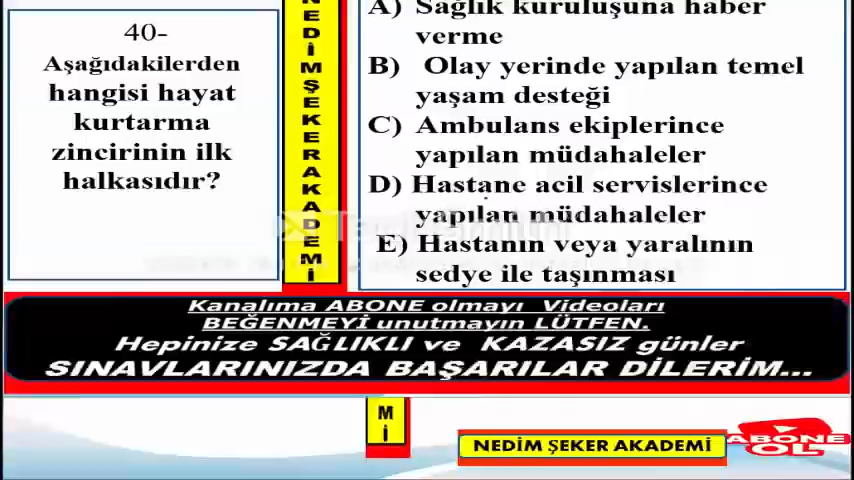 40-
Aşağıdakilerden
hangisi hayat
kurtarma
zincirinin ilk
halkasıdır?
NEDİMŞEKERAKADEMİ
A) Sağlık kuruluşuna haber
verme
B) Olay yerinde yapılan temel
yaşam desteği
C) Ambulans ekiplerince
yapılan müdahaleler
D) Hastane acil servislerince
yapılan müdahaleler
E) Hastanın veya yaralının
sedye ile taşınması
Kanalıma ABONE olmayı Videoları
BEĞENMEYİ unutmayın LÜTFEN.
Hepinize SAĞLIKLI ve KAZASIZ günler
SINAVLARINIZDA BAŞARILAR DİLERİM...
M
İ
NEDİM ŞEKER AKADEMİ
ABONE
OL